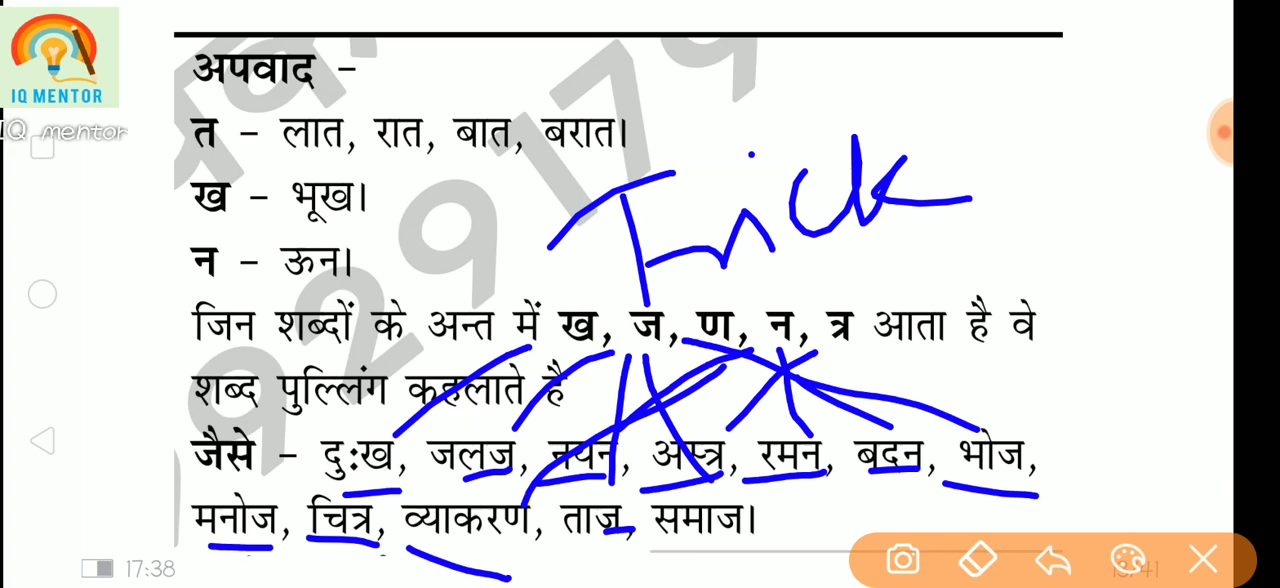 IQ MENTOR
IQ mentor
अपवाद -
त - लात, रात, बात, बरात।
ख - भूख।
न - ऊन।
Trick
जिन शब्दों के अन्त में ख, ज, ण, न, त्र आता है वे
शब्द पुल्लिंग कहलाते है
जैसे - दुःख, जलज, नयन, अस्त्र, रमन, बदन, भोज,
मनोज, चित्र, व्याकरण, ताज, समाज।
17:38